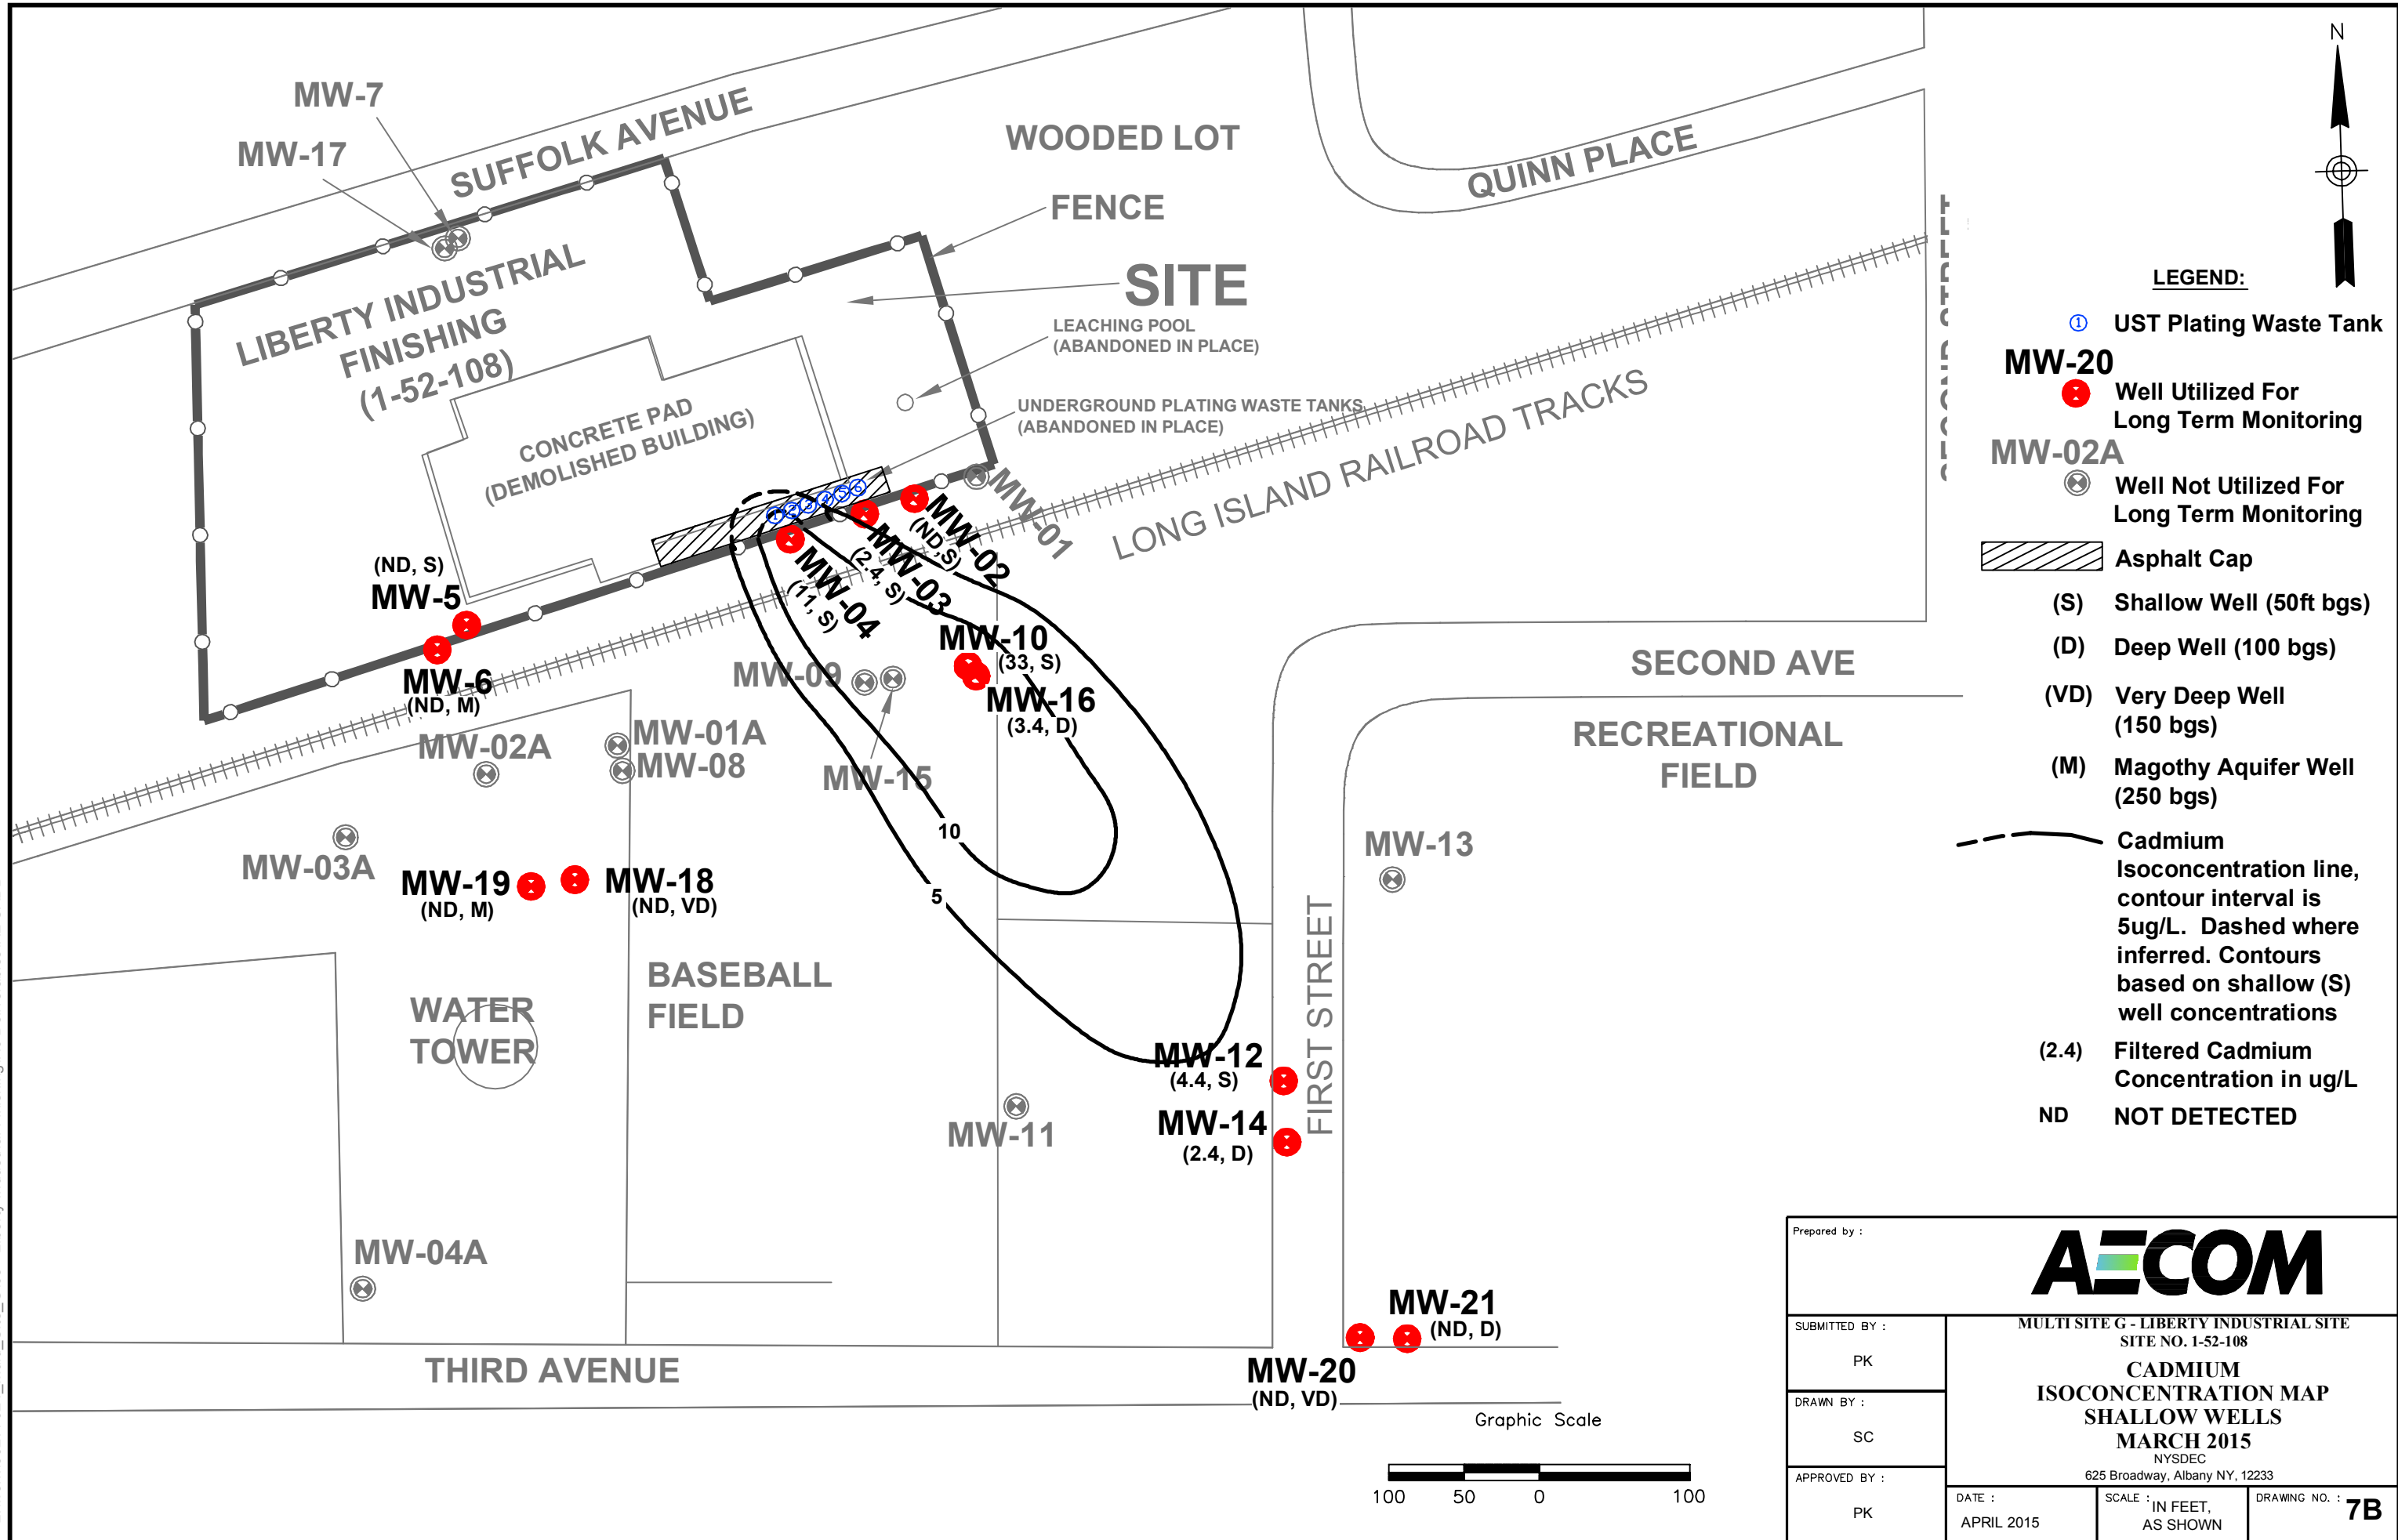 MW-7
MW-17
SUFFOLK AVENUE
WOODED LOT
QUINN PLACE
FENCE
SITE
LEACHING POOL
(ABANDONED IN PLACE)
UNDERGROUND PLATING WASTE TANKS
(ABANDONED IN PLACE)
LIBERTY INDUSTRIAL
FINISHING
(1-52-108)
CONCRETE PAD
(DEMOLISHED BUILDING)
1 2 3 4 5 6
LONG ISLAND RAILROAD TRACKS
SECOND STREET
MW-01
MW-02
(ND,S)
MW-03
(2.4, S)
MW-04
(11, S)
(ND, S)
MW-5
MW-6
(ND, M)
MW-10
(33, S)
MW-16
(3.4, D)
MW-09
MW-15
MW-02A
MW-01A
MW-08
MW-03A
MW-19
(ND, M)
MW-18
(ND, VD)
10
5
SECOND AVE
RECREATIONAL
FIELD
MW-13
BASEBALL
FIELD
WATER
TOWER
FIRST STREET
MW-12
(4.4, S)
MW-14
(2.4, D)
MW-11
MW-04A
MW-21
(ND, D)
MW-20
(ND, VD)
THIRD AVENUE
Graphic Scale
100 50 0 100
N
LEGEND:
1 UST Plating Waste Tank
MW-20
Well Utilized For
Long Term Monitoring
MW-02A
Well Not Utilized For
Long Term Monitoring
Asphalt Cap
(S) Shallow Well (50ft bgs)
(D) Deep Well (100 bgs)
(VD) Very Deep Well
(150 bgs)
(M) Magothy Aquifer Well
(250 bgs)
Cadmium
Isoconcentration line,
contour interval is
5ug/L. Dashed where
inferred. Contours
based on shallow (S)
well concentrations
(2.4) Filtered Cadmium
Concentration in ug/L
ND NOT DETECTED
Prepared by :
AECOM
SUBMITTED BY :
PK
DRAWN BY :
SC
APPROVED BY :
PK
MULTI SITE G - LIBERTY INDUSTRIAL SITE
SITE NO. 1-52-108
CADMIUM
ISOCONCENTRATION MAP
SHALLOW WELLS
MARCH 2015
NYSDEC
625 Broadway, Albany NY, 12233
DATE :
APRIL 2015
SCALE :
IN FEET,
AS SHOWN
DRAWING NO. :
7B